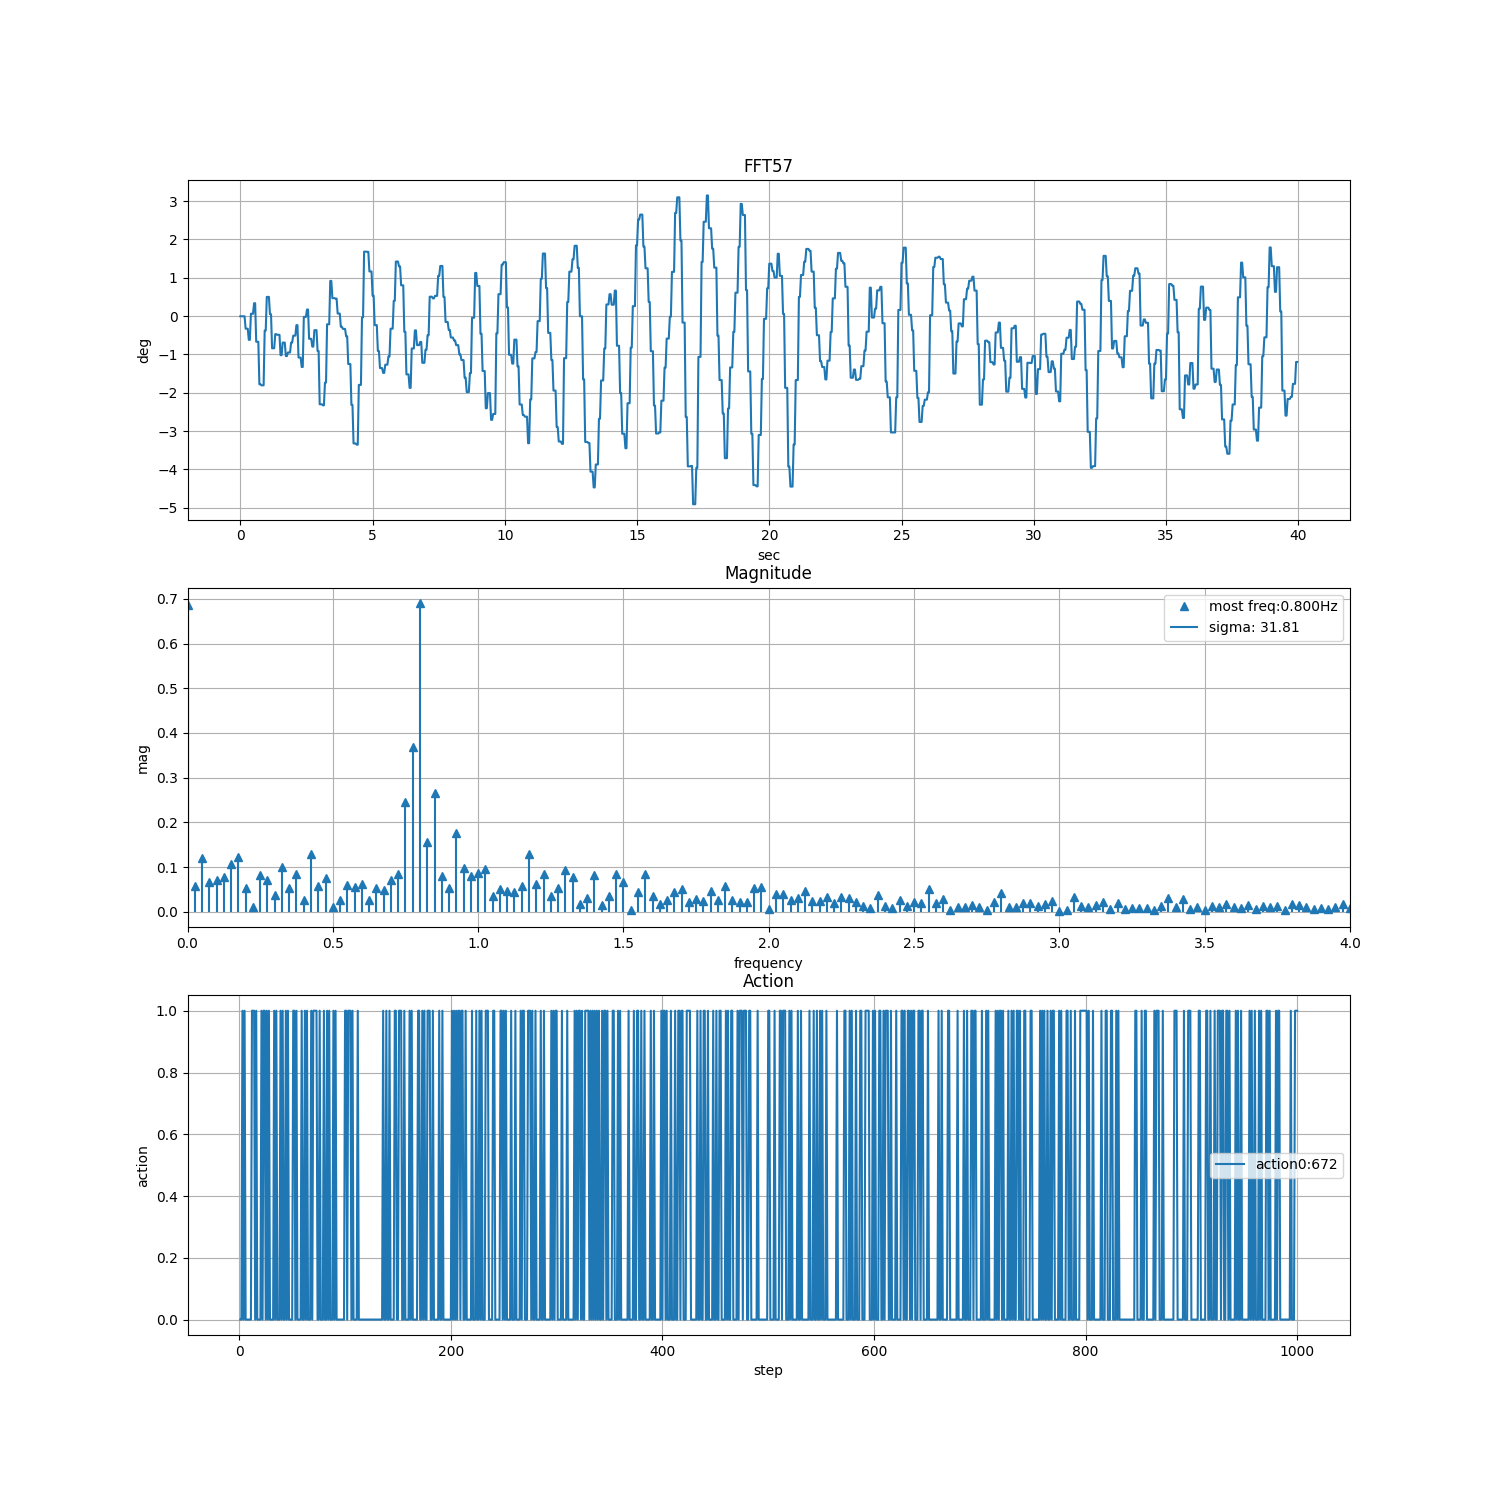 FFT57
3
2
1
0
−1
−2
−3
−4
−5
deg
0 5 10 15 20 25 30 35 40
sec
Magnitude
0.7
0.6
0.5
0.4
0.3
0.2
0.1
0.0
mag
most freq:0.800Hz
sigma: 31.81
0.0 0.5 1.0 1.5 2.0 2.5 3.0 3.5 4.0
frequency
Action
1.0
0.8
0.6
0.4
0.2
0.0
action
action0:672
0 200 400 600 800 1000
step